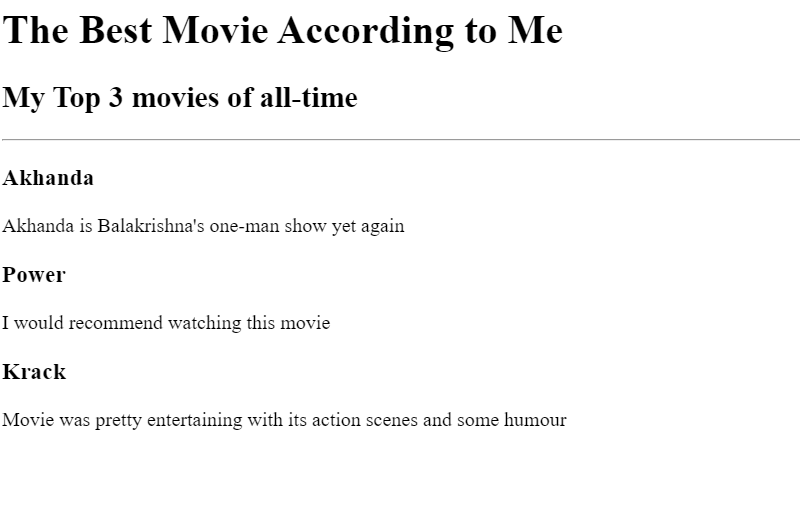 The Best Movie According to Me
My Top 3 movies of all-time
Akhanda
Akhanda is Balakrishna's one-man show yet again
Power
I would recommend watching this movie
Krack
Movie was pretty entertaining with its action scenes and some humour